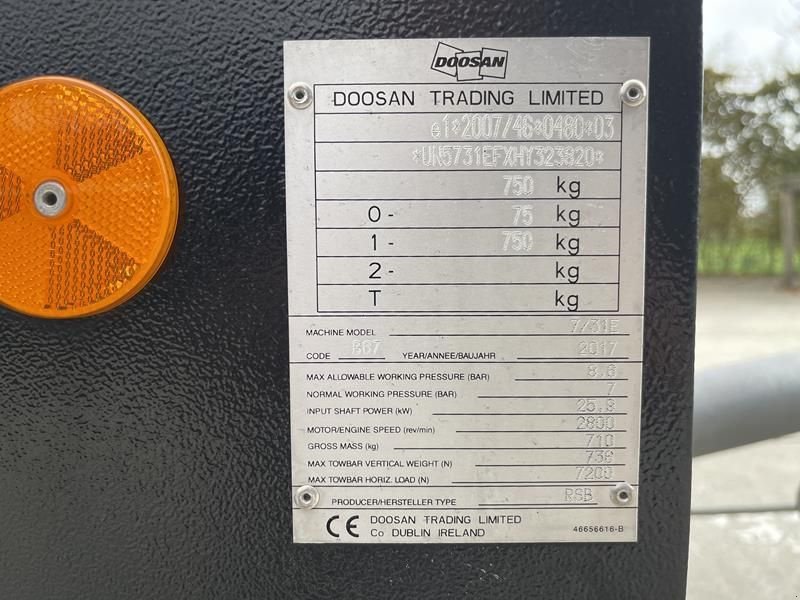 DOOSAN
DOOSAN TRADING LIMITED
e1*2007/46*0480*03
*UN5731EFXHY323820*
750 kg
0- 75 kg
1- 750 kg
2- kg
T kg
MACHINE MODEL 7/31E
CODE BG7 YEAR/ANNEE/BAUJAHR 2017
MAX ALLOWABLE WORKING PRESSURE (BAR) 8.6
NORMAL WORKING PRESSURE (BAR) 7
INPUT SHAFT POWER (kW) 25.9
MOTOR/ENGINE SPEED (rev/min) 2800
GROSS MASS (kg) 710
MAX TOWBAR VERTICAL WEIGHT (N) 736
MAX TOWBAR HORIZ. LOAD (N) 7200
PRODUCER/HERSTELLER TYPE RSB
CE DOOSAN TRADING LIMITED
Co DUBLIN IRELAND 46656616-B